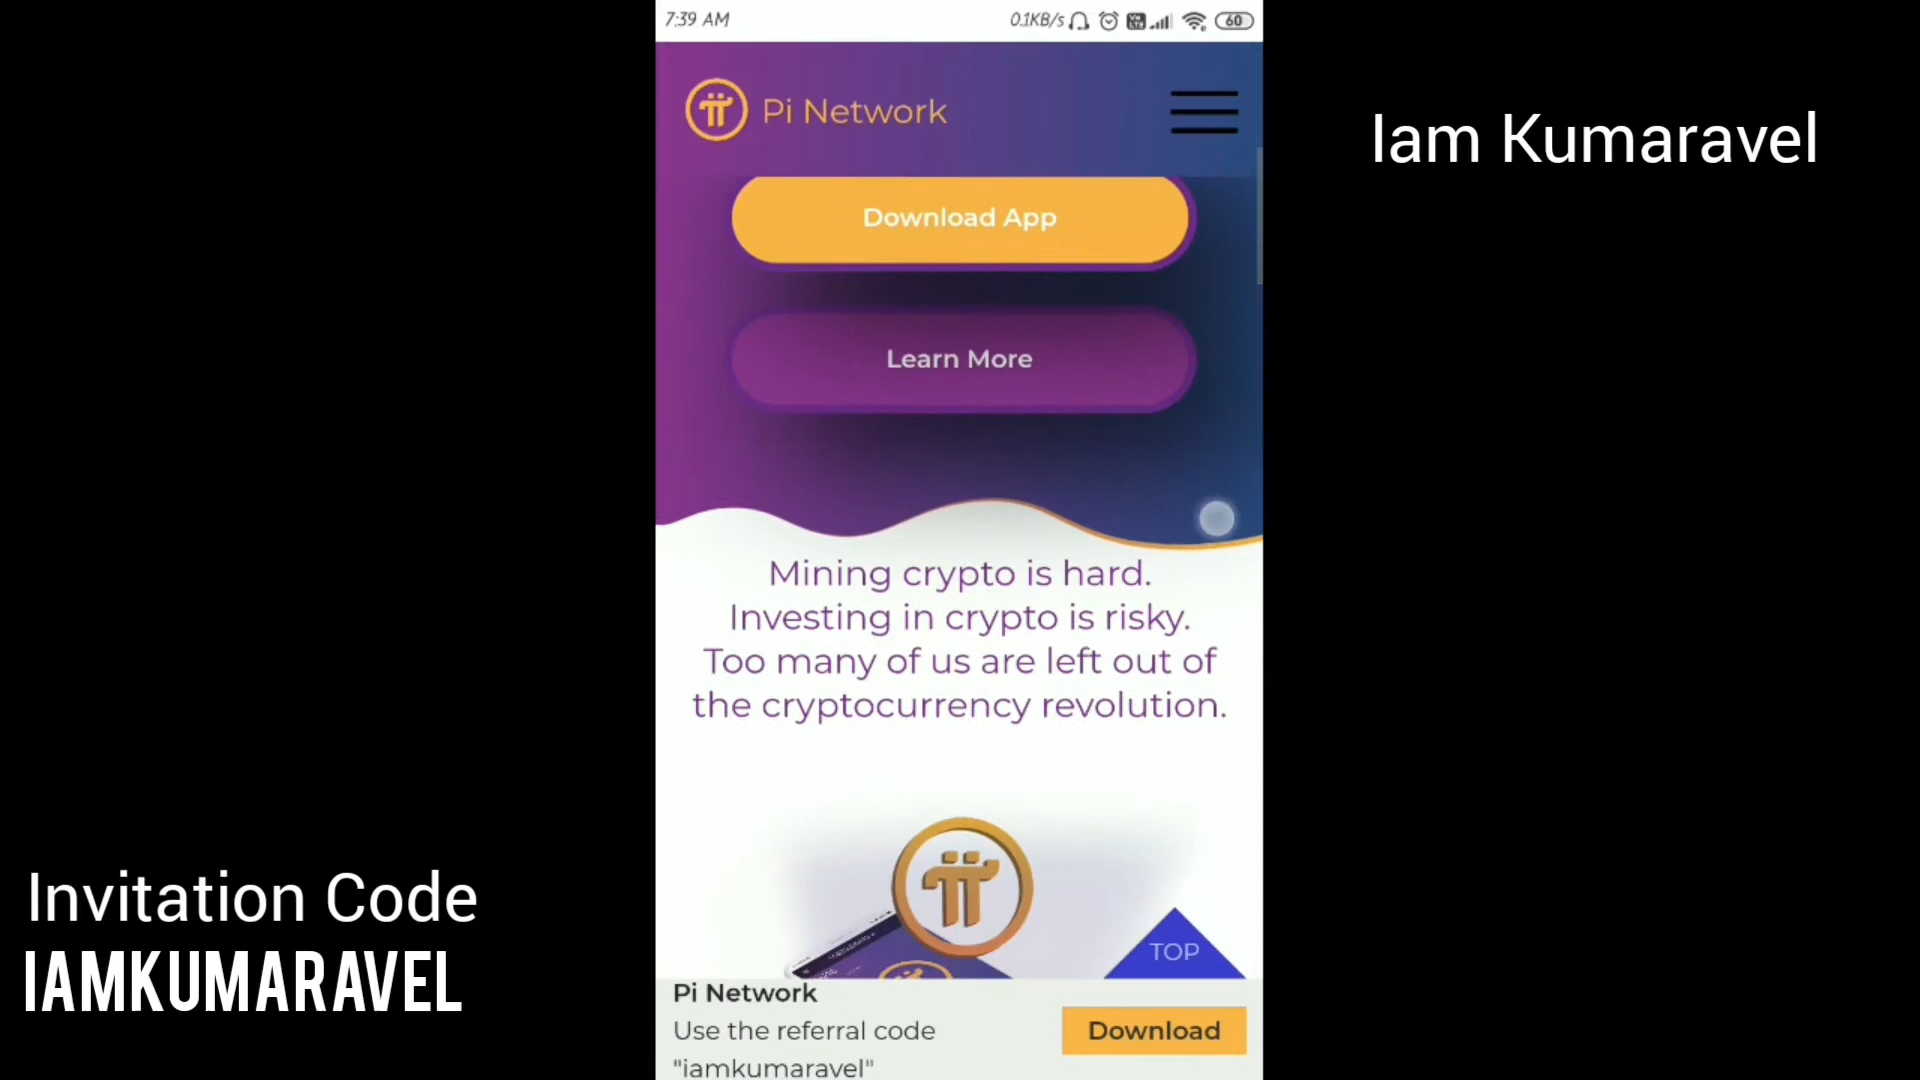 7:39 AM
0.1KB/s
60
Pi Network
Iam Kumaravel
Download App
Learn More
Mining crypto is hard.
Investing in crypto is risky.
Too many of us are left out of
the cryptocurrency revolution.
TOP
Invitation Code
IAMKUMARAVEL
Pi Network
Use the referral code
"iamkumaravel"
Download